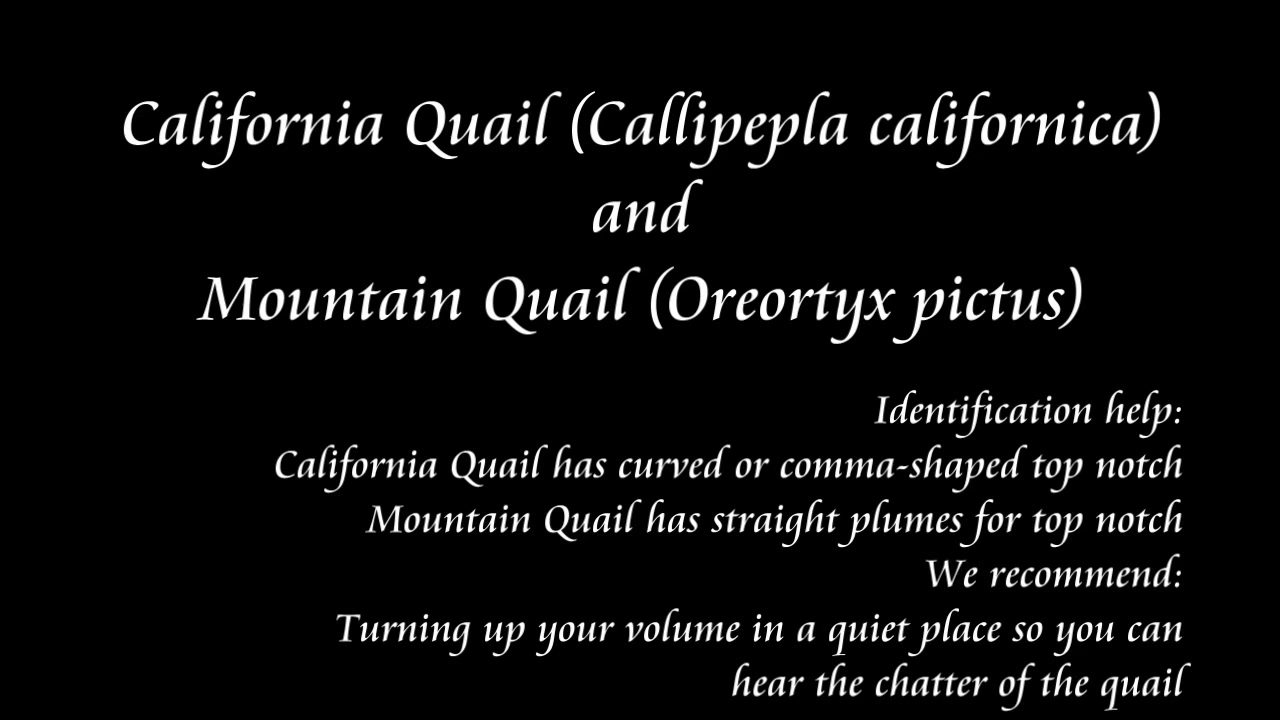 California Quail (Callipepla californica)
and
Mountain Quail (Oreortyx pictus)
Identification help:
California Quail has curved or comma-shaped top notch
Mountain Quail has straight plumes for top notch
We recommend:
Turning up your volume in a quiet place so you can
hear the chatter of the quail